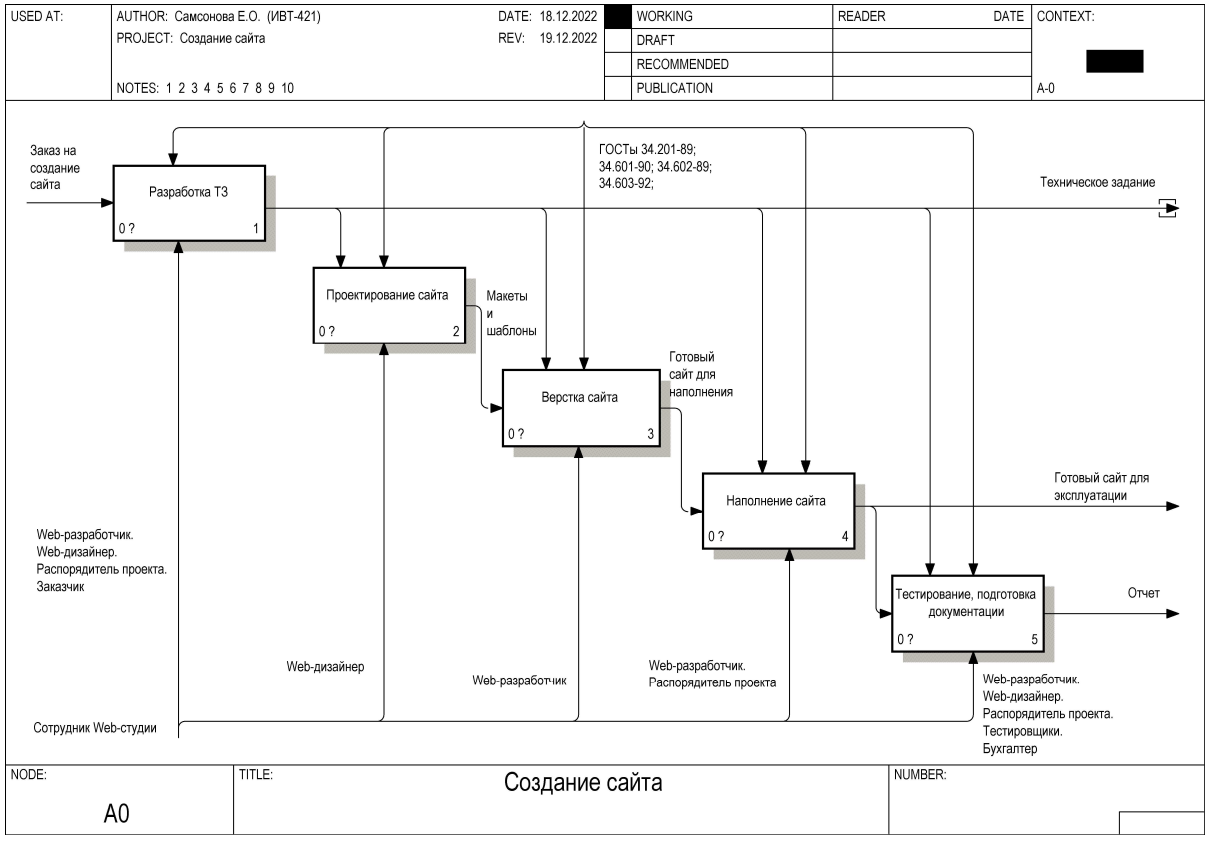 USED AT:
AUTHOR: Самсонова Е.О. (ИВТ-421)
DATE: 18.12.2022
PROJECT: Создание сайта
REV: 19.12.2022
NOTES: 1 2 3 4 5 6 7 8 9 10
WORKING
DRAFT
RECOMMENDED
PUBLICATION
READER
DATE
CONTEXT:
A-0
Заказ на
создание
сайта
ГОСТы 34.201-89;
34.601-90; 34.602-89;
34.603-92;
Техническое задание
Разработка ТЗ
0 ?
1
Проектирование сайта
0 ?
2
Макеты
и
шаблоны
Верстка сайта
0 ?
3
Готовый
сайт для
наполнения
Наполнение сайта
0 ?
4
Готовый сайт для
эксплуатации
Тестирование, подготовка
документации
0 ?
5
Отчет
Web-разработчик.
Web-дизайнер.
Распорядитель проекта.
Заказчик
Web-дизайнер
Web-разработчик
Web-разработчик.
Распорядитель проекта
Web-разработчик.
Web-дизайнер.
Распорядитель проекта.
Тестировщики.
Бухгалтер
Сотрудник Web-студии
NODE:
A0
TITLE:
Создание сайта
NUMBER: